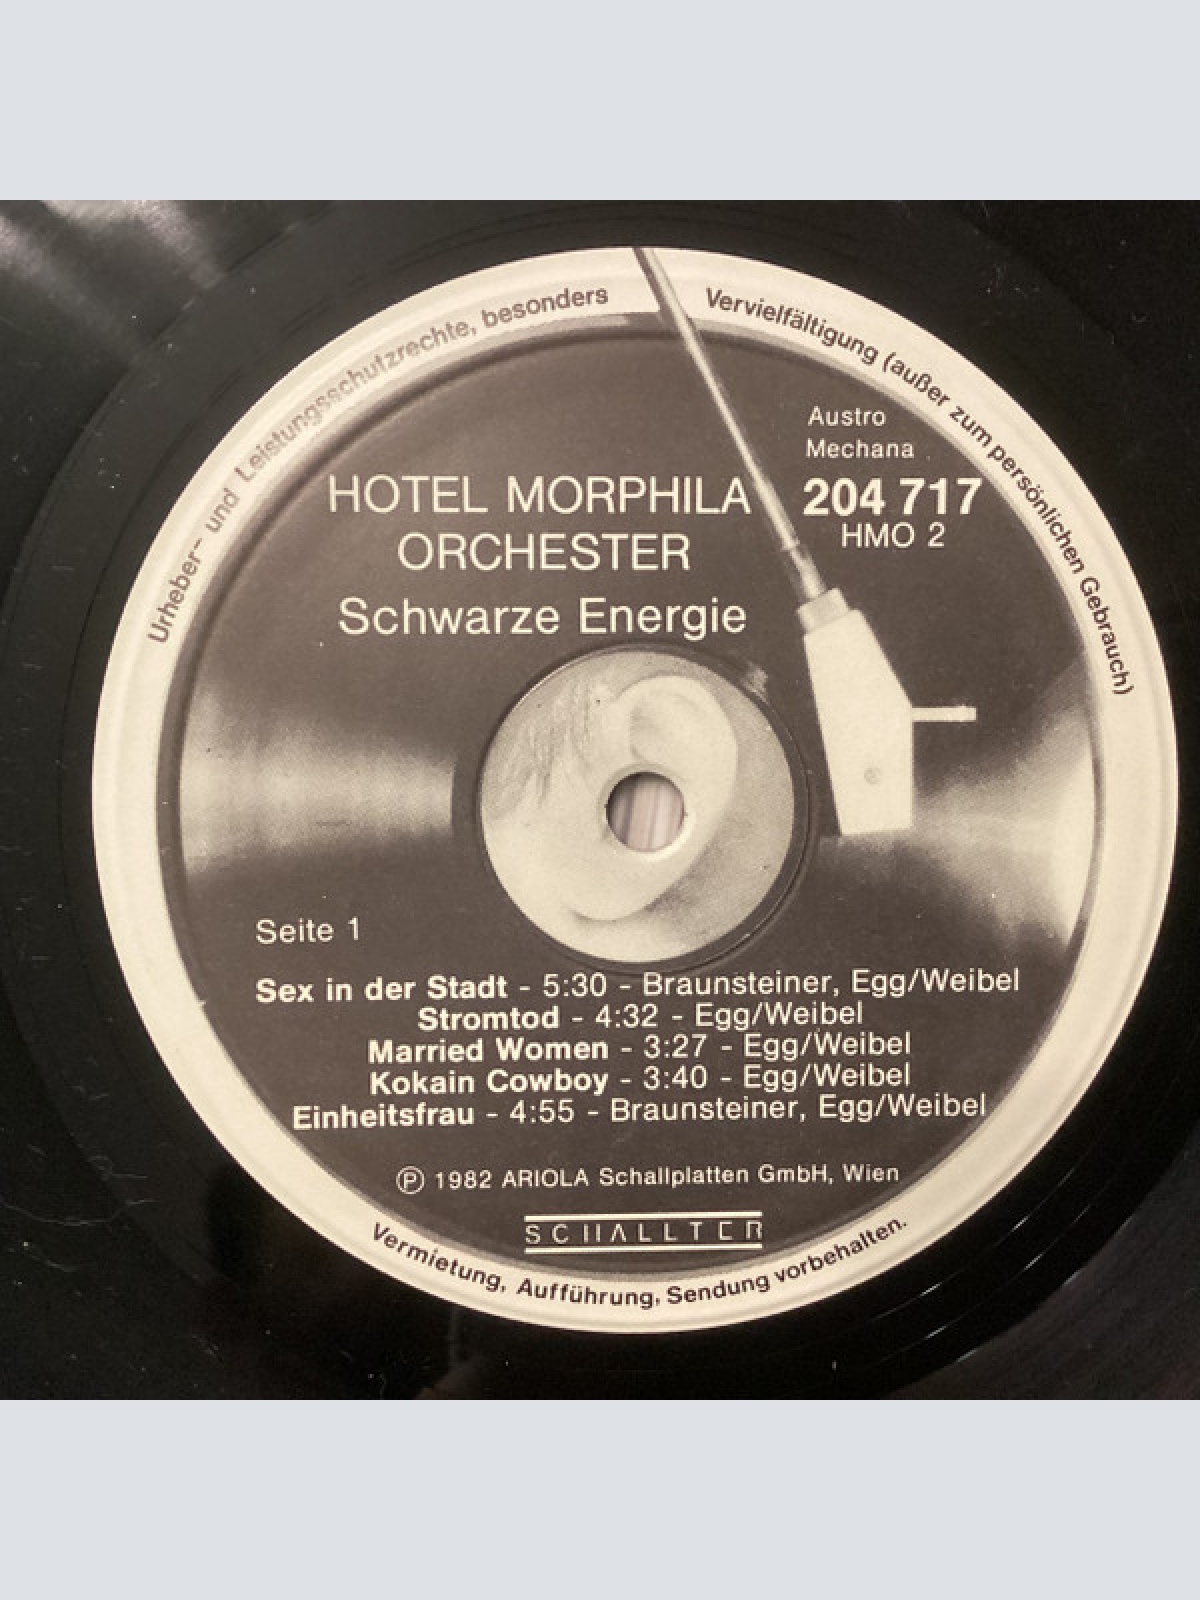 Urheber- und Leistungsschutzrechte, besonders
Vervielfältigung (außer zum persönlichen Gebrauch)
Austro
Mechana
HOTEL MORPHILA
ORCHESTER
204 717
HMO 2
Schwarze Energie
Seite 1
Sex in der Stadt - 5:30 - Braunsteiner, Egg/Weibel
Stromtod - 4:32 - Egg/Weibel
Married Women - 3:27 - Egg/Weibel
Kokain Cowboy - 3:40 - Egg/Weibel
Einheitsfrau - 4:55 - Braunsteiner, Egg/Weibel
Ⓟ 1982 ARIOLA Schallplatten GmbH, Wien
SCHALLTER
Vermietung, Aufführung, Sendung vorbehalten.